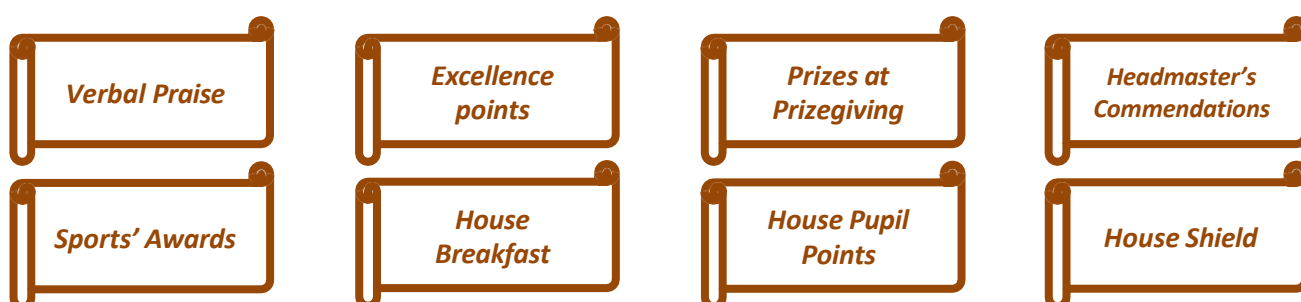 Verbal Praise
Excellence
points
Prizes at
Prizegiving
Headmaster’s
Commendations
Sports’ Awards
House
Breakfast
House Pupil
Points
House Shield